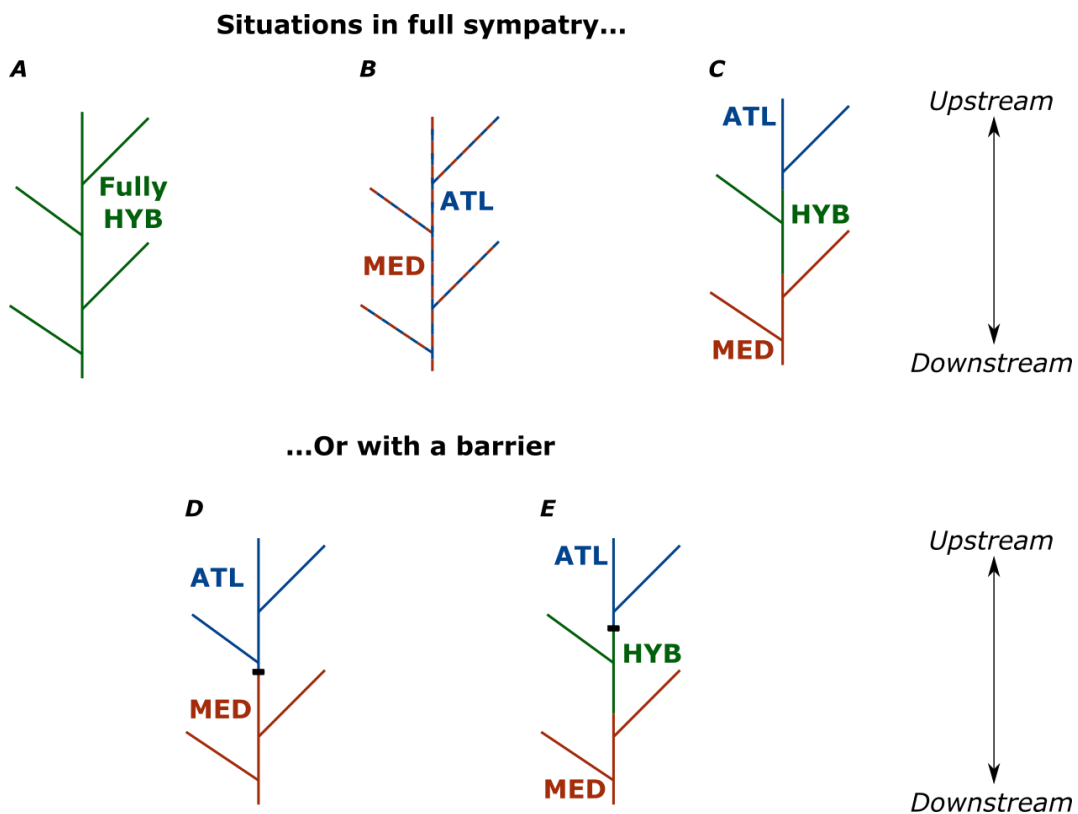 Situations in full sympatry...
A
B
C
Fully
HYB
ATL
MED
ATL
HYB
MED
Upstream
Downstream
...Or with a barrier
D
E
ATL
MED
ATL
HYB
MED
Upstream
Downstream